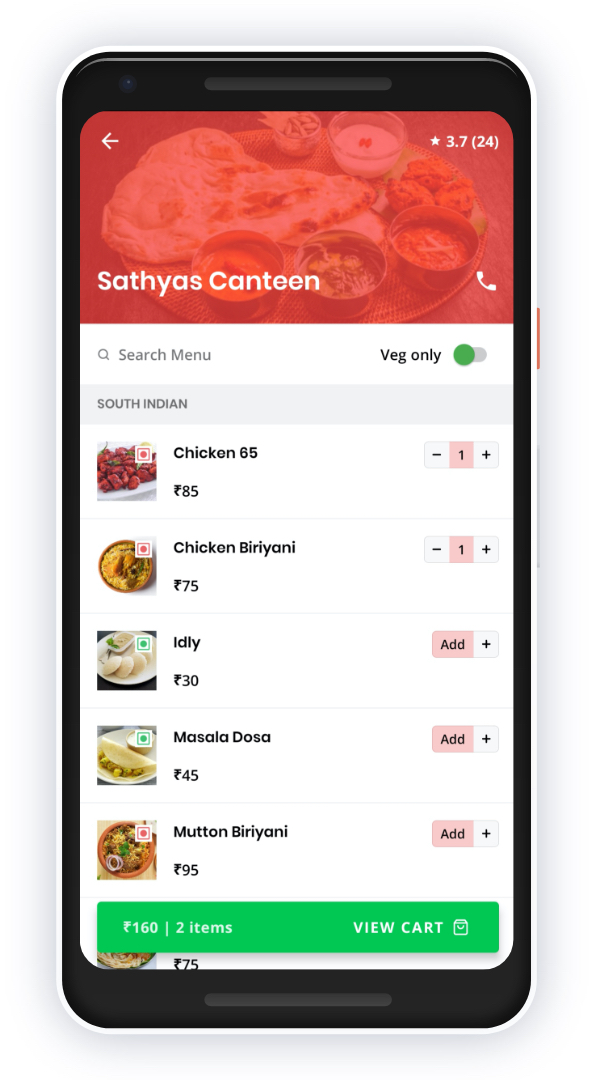 ★ 3.7 (24)
Sathyas Canteen
Search Menu
Veg only
SOUTH INDIAN
Chicken 65
− 1 +
₹85
Chicken Biriyani
− 1 +
₹75
Idly
Add +
₹30
Masala Dosa
Add +
₹45
Mutton Biriyani
Add +
₹95
₹160 | 2 items VIEW CART
₹75